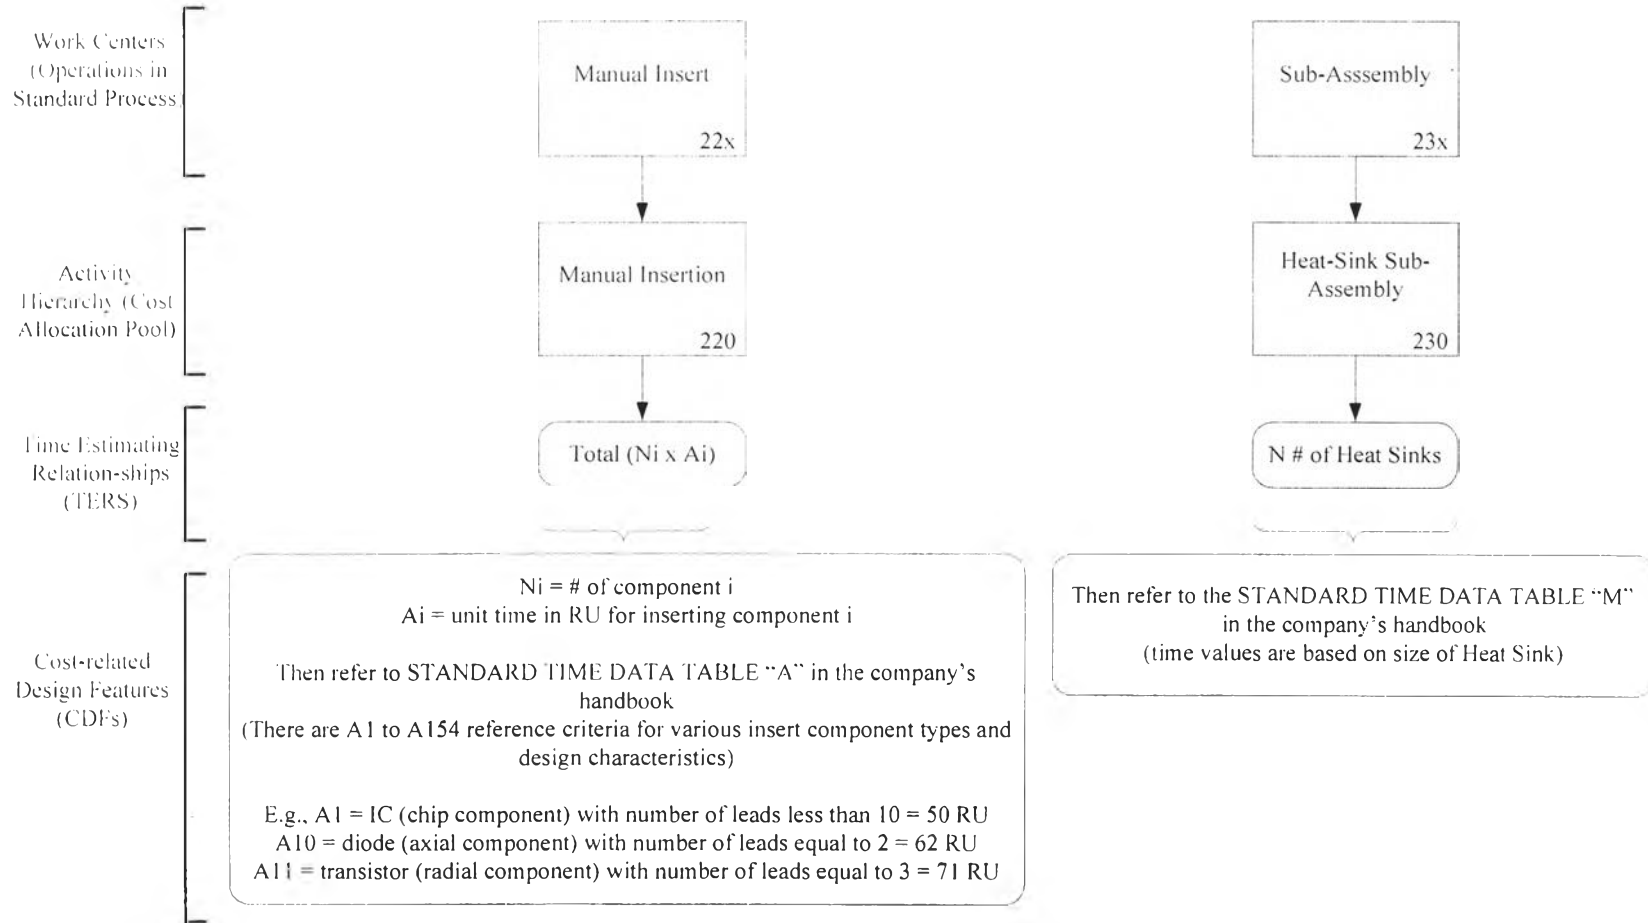 Work Centers
(Operations in
Standard Process)
Manual Insert
22x
Sub-Asssembly
23x
Activity
Hierarchy (Cost
Allocation Pool)
Manual Insertion
220
Heat-Sink Sub-
Assembly
230
Time Estimating
Relation-ships
(TERS)
Total (Ni x Ai)
N # of Heat Sinks
Cost-related
Design Features
(CDFs)
Ni = # of component i
Ai = unit time in RU for inserting component i
Then refer to STANDARD TIME DATA TABLE “A” in the company’s
handbook
(There are A1 to A154 reference criteria for various insert component types and
design characteristics)
E.g., A1 = IC (chip component) with number of leads less than 10 = 50 RU
A10 = diode (axial component) with number of leads equal to 2 = 62 RU
A11 = transistor (radial component) with number of leads equal to 3 = 71 RU
Then refer to the STANDARD TIME DATA TABLE “M”
in the company’s handbook
(time values are based on size of Heat Sink)